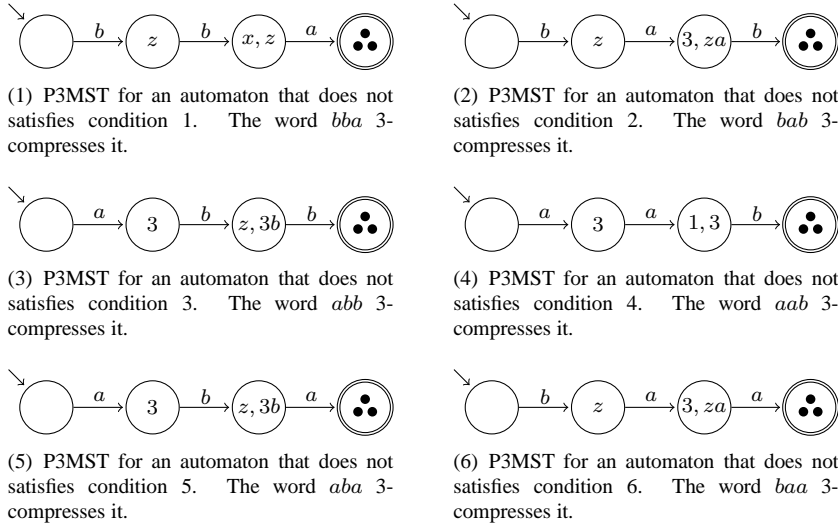 b b a
z x, z
(1) P3MST for an automaton that does not
satisfies condition 1. The word bba 3-
compresses it.
b a b
z 3, za
(2) P3MST for an automaton that does not
satisfies condition 2. The word bab 3-
compresses it.
a b b
3 z, 3b
(3) P3MST for an automaton that does not
satisfies condition 3. The word abb 3-
compresses it.
a a b
3 1, 3
(4) P3MST for an automaton that does not
satisfies condition 4. The word aab 3-
compresses it.
a b a
3 z, 3b
(5) P3MST for an automaton that does not
satisfies condition 5. The word aba 3-
compresses it.
b a a
z 3, za
(6) P3MST for an automaton that does not
satisfies condition 6. The word baa 3-
compresses it.